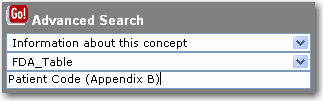 Go! Advanced Search
Information about this concept
FDA_Table
Patient Code (Appendix B)